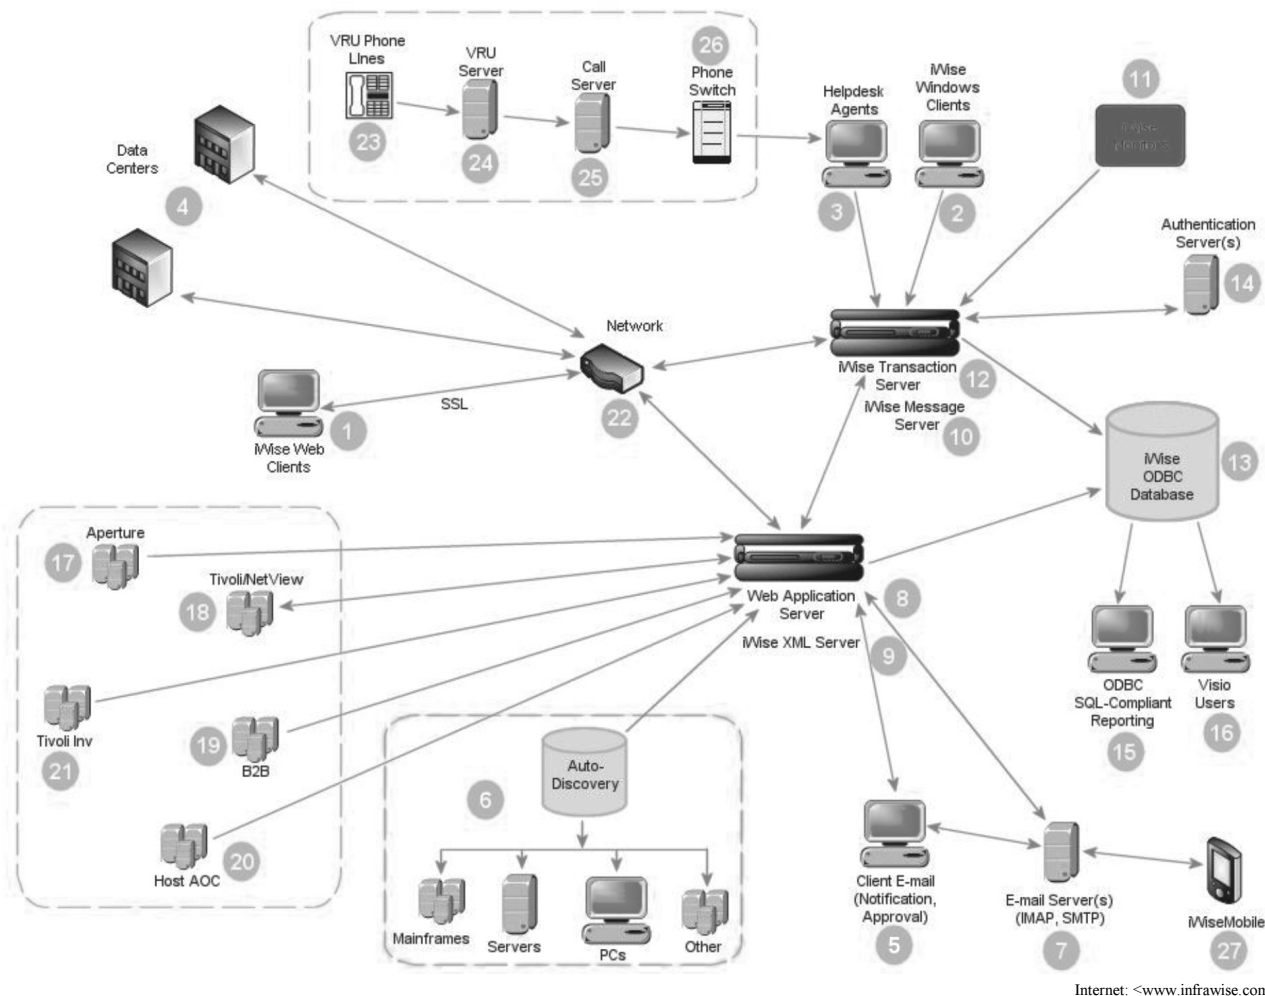 VRU Phone
Lines
23
VRU
Server
24
Call
Server
25
26
Phone
Switch
Helpdesk
Agents
3
iWise
Windows
Clients
2
11
iWise
Monitors
Data
Centers
4
Authentication
Server(s)
14
Network
22
iWise Transaction
Server
12
iWise Message
Server
10
SSL
1
iWise Web
Clients
iWise
ODBC
Database
13
Aperture
17
Tivoli/NetView
18
Tivoli Inv
21
19
B2B
Host AOC
20
Web Application
Server
8
iWise XML Server
9
Auto-
Discovery
6
Mainframes
Servers
PCs
Other
ODBC
SQL-Compliant
Reporting
15
Visio
Users
16
Client E-mail
(Notification,
Approval)
5
E-mail Server(s)
(IMAP, SMTP)
7
iWiseMobile
27
Internet: <www.infrawise.con